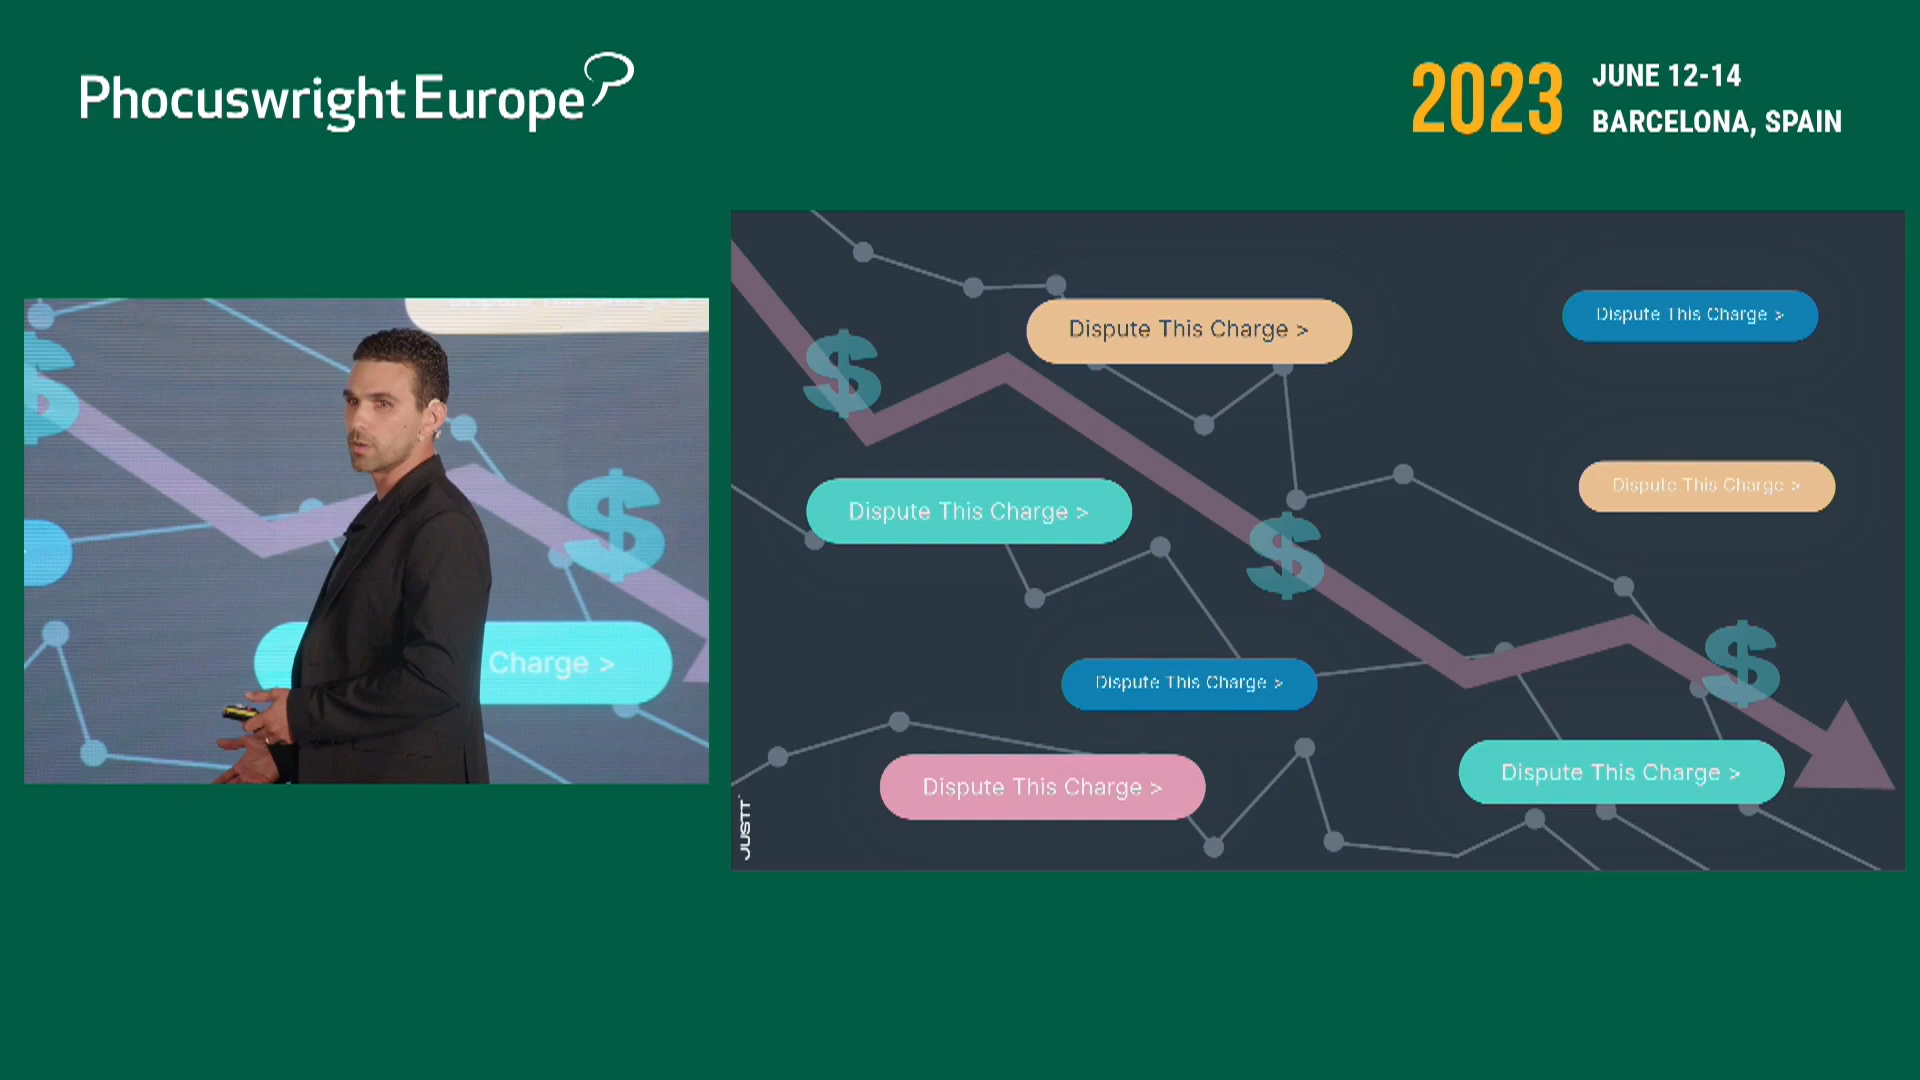 Phocuswright Europe
2023
JUNE 12-14
BARCELONA, SPAIN
Dispute This Charge >
Dispute This Charge >
Dispute This Charge >
Dispute This Charge >
Dispute This Charge >
Dispute This Charge >
Dispute This Charge >
JUSTT
Charge >
$
$
$
$
$